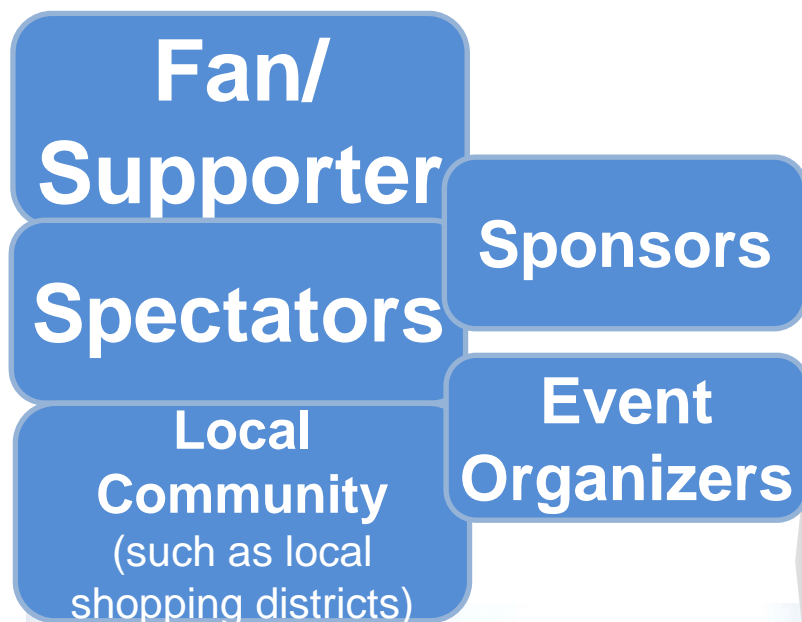 Fan/
Supporter
Spectators
Local
Community
(such as local
shopping districts)
Sponsors
Event
Organizers